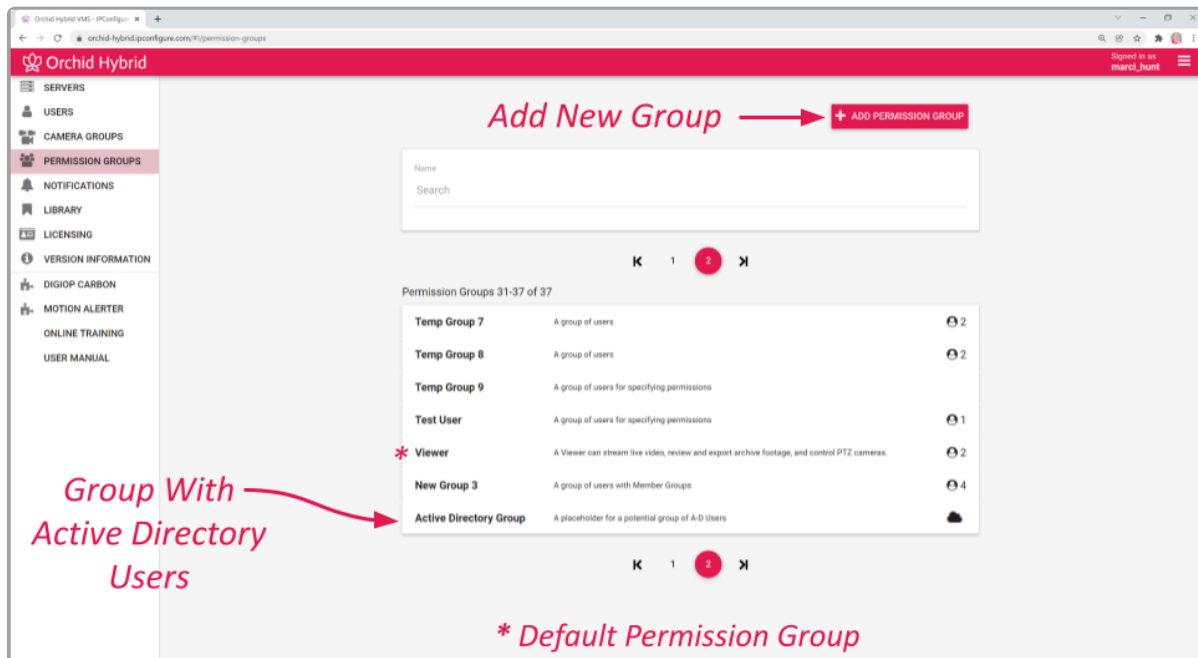 Orchid Hybrid VMS - IPConfigur
orchid-hybrid.ipconfigure.com/#!/permission-groups
Orchid Hybrid
Signed in as
marci_hunt
SERVERS
USERS
CAMERA GROUPS
PERMISSION GROUPS
NOTIFICATIONS
LIBRARY
LICENSING
VERSION INFORMATION
DIGIOP CARBON
MOTION ALERTER
ONLINE TRAINING
USER MANUAL
Add New Group
+ ADD PERMISSION GROUP
Name
Search
1 2
Permission Groups 31-37 of 37
Temp Group 7 A group of users 2
Temp Group 8 A group of users 2
Temp Group 9 A group of users for specifying permissions
Test User A group of users for specifying permissions 1
* Viewer A Viewer can stream live video, review and export archive footage, and control PTZ cameras. 2
New Group 3 A group of users with Member Groups 4
Active Directory Group A placeholder for a potential group of A-D Users
Group With
Active Directory
Users
1 2
* Default Permission Group